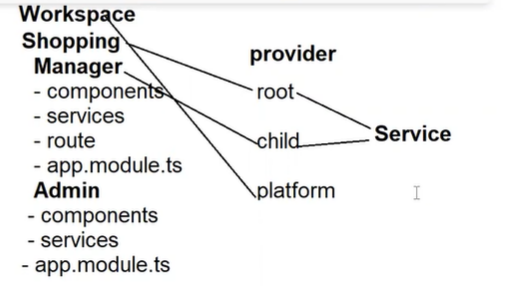 Workspace
Shopping
Manager
- components
- services
- route
- app.module.ts
Admin
- components
- services
- app.module.ts
provider
root
child
platform
Service